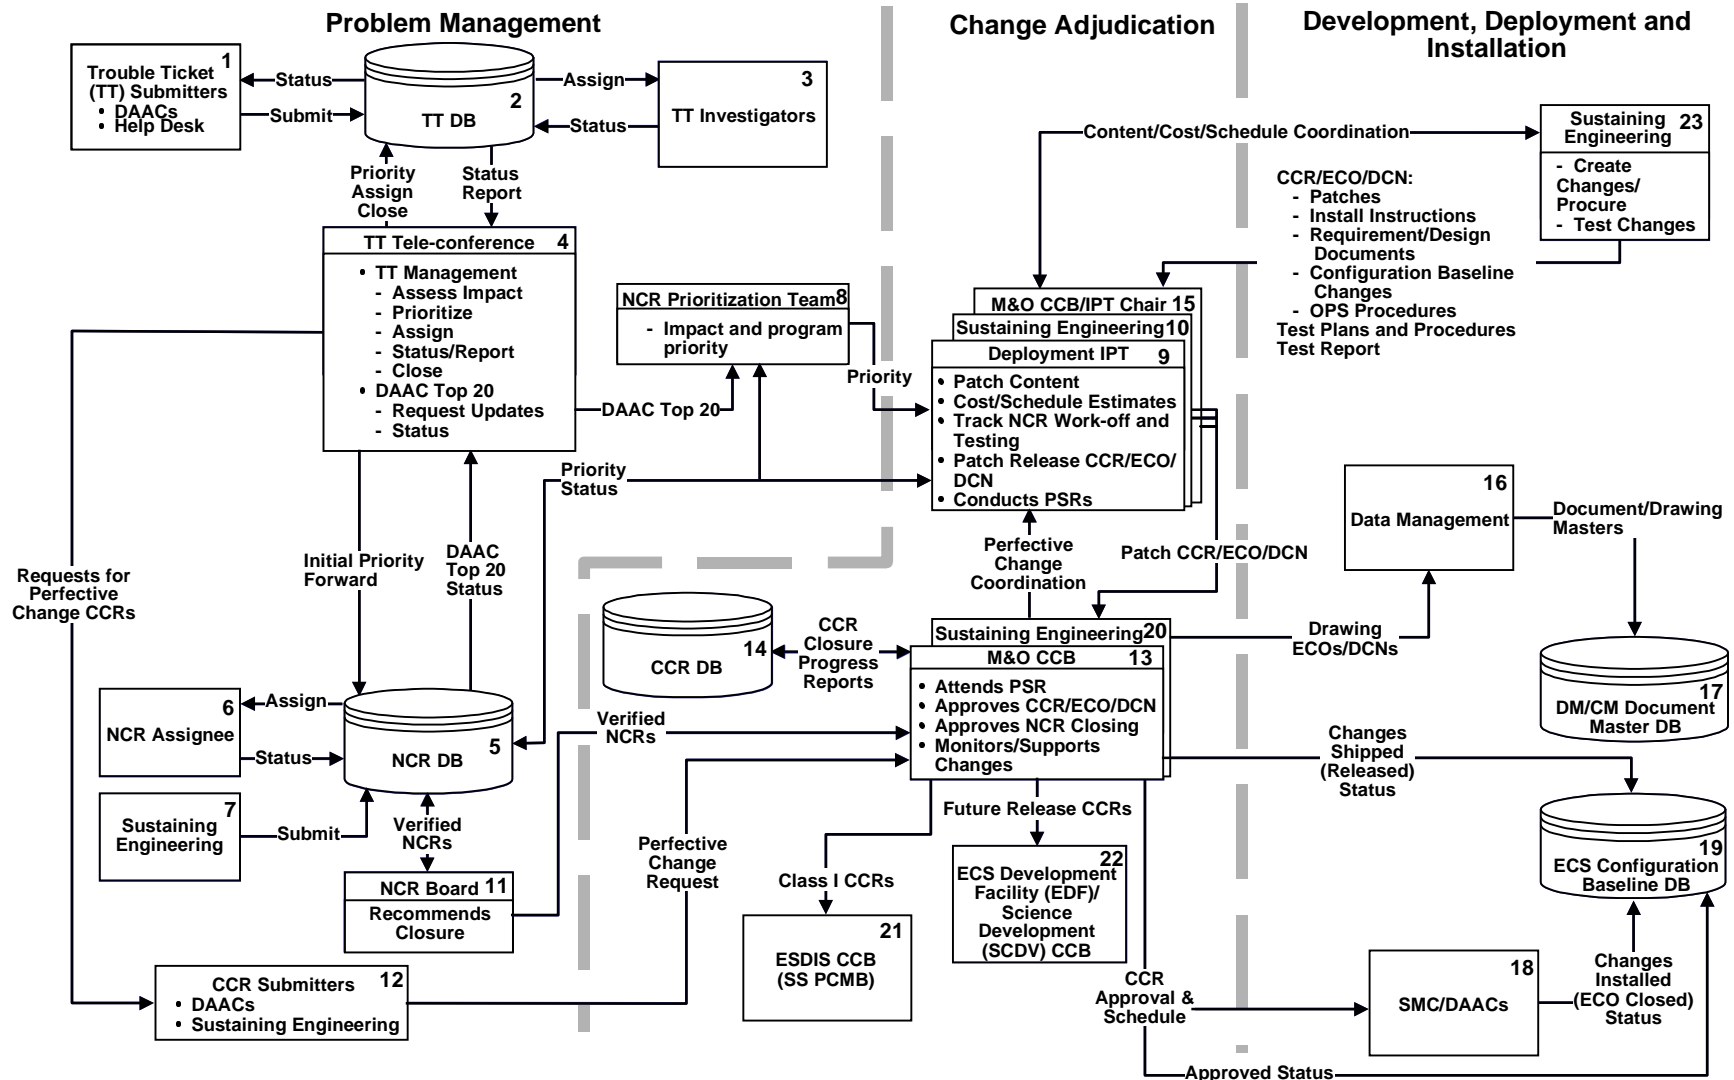 Problem Management
Change Adjudication
Development, Deployment and
Installation
1
Trouble Ticket
(TT) Submitters
• DAACs
• Help Desk
Status
Submit
2
TT DB
Assign
Status
3
TT Investigators
Priority
Assign
Close
Status
Report
TT Tele-conference 4
• TT Management
- Assess Impact
- Prioritize
- Assign
- Status/Report
- Close
• DAAC Top 20
- Request Updates
- Status
DAAC Top 20
NCR Prioritization Team 8
- Impact and program
priority
Priority
Priority
Status
Requests for
Perfective
Change CCRs
Initial Priority
Forward
DAAC
Top 20
Status
6
NCR Assignee
Assign
Status
5
NCR DB
7
Sustaining
Engineering
Submit
Verified
NCRs
NCR Board 11
Recommends
Closure
12
CCR Submitters
• DAACs
• Sustaining Engineering
Content/Cost/Schedule Coordination
M&O CCB/IPT Chair 15
Sustaining Engineering 10
Deployment IPT 9
• Patch Content
• Cost/Schedule Estimates
• Track NCR Work-off and
Testing
• Patch Release CCR/ECO/
DCN
• Conducts PSRs
Perfective
Change
Coordination
Patch CCR/ECO/DCN
14
CCR DB
CCR
Closure
Progress
Reports
Sustaining Engineering 20
M&O CCB 13
• Attends PSR
• Approves CCR/ECO/DCN
• Approves NCR Closing
• Monitors/Supports
Changes
Verified
NCRs
Perfective
Change
Request
Class I CCRs
21
ESDIS CCB
(SS PCMB)
Future Release CCRs
22
ECS Development
Facility (EDF)/
Science
Development
(SCDV) CCB
CCR
Approval &
Schedule
Approved Status
Sustaining 23
Engineering
- Create
Changes/
Procure
- Test Changes
CCR/ECO/DCN:
- Patches
- Install Instructions
- Requirement/Design
Documents
- Configuration Baseline
Changes
- OPS Procedures
Test Plans and Procedures
Test Report
16
Data Management
Document/Drawing
Masters
Drawing
ECOs/DCNs
17
DM/CM Document
Master DB
Changes
Shipped
(Released)
Status
19
ECS Configuration
Baseline DB
18
SMC/DAACs
Changes
Installed
(ECO Closed)
Status